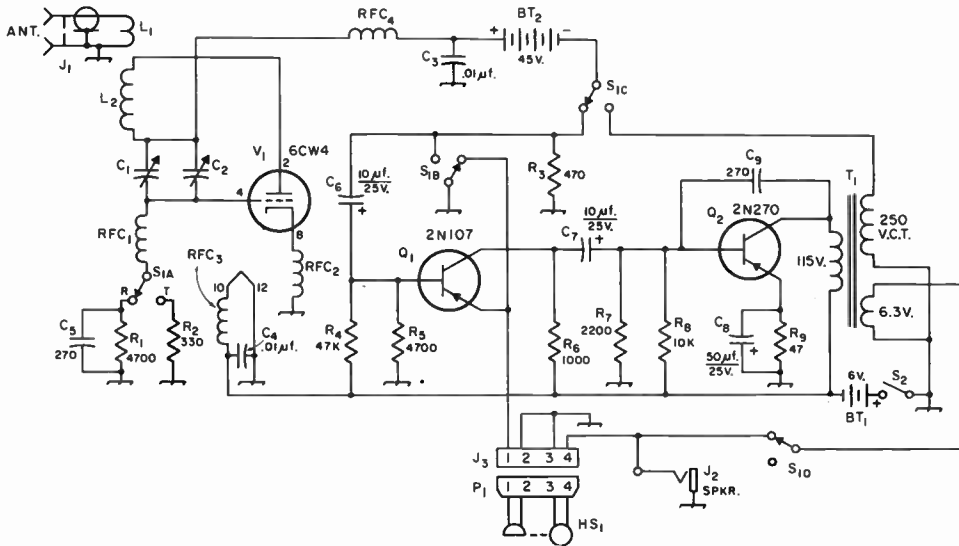 ANT.
J1
L1
L2
RFC4
C3
.01µf.
BT2
+
–
45V.
S1C
C1
C2
V1
6CW4
2
4
8
RFC1
RFC2
RFC3
S1A
R
T
C5
270
R1
4700
R2
330
10
12
C4
.01µf.
C6
10µf.
25V.
+
S1B
R3
470
Q1
2N107
R4
47K
R5
4700
C7
10µf.
25V.
+
R6
1000
R7
2200
R8
10K
C9
270
Q2
2N270
C8
50µf.
25V.
+
R9
47
T1
115V.
250
V.C.T.
6.3V.
6V.
BT1
+
S2
J3
1 2 3 4
P1
1 2 3 4
HS1
J2
SPKR.
S1D